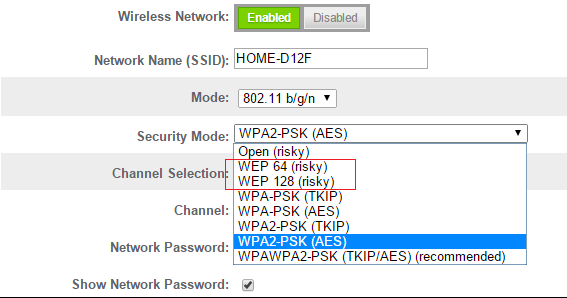 Wireless Network: Enabled Disabled
Network Name (SSID): HOME-D12F
Mode: 802.11 b/g/n
Security Mode: WPA2-PSK (AES)
Open (risky)
Channel Selection: WEP 64 (risky)
WEP 128 (risky)
WPA-PSK (TKIP)
Channel: WPA-PSK (AES)
WPA2-PSK (TKIP)
Network Password: WPA2-PSK (AES)
WPAWPA2-PSK (TKIP/AES) (recommended)
Show Network Password: